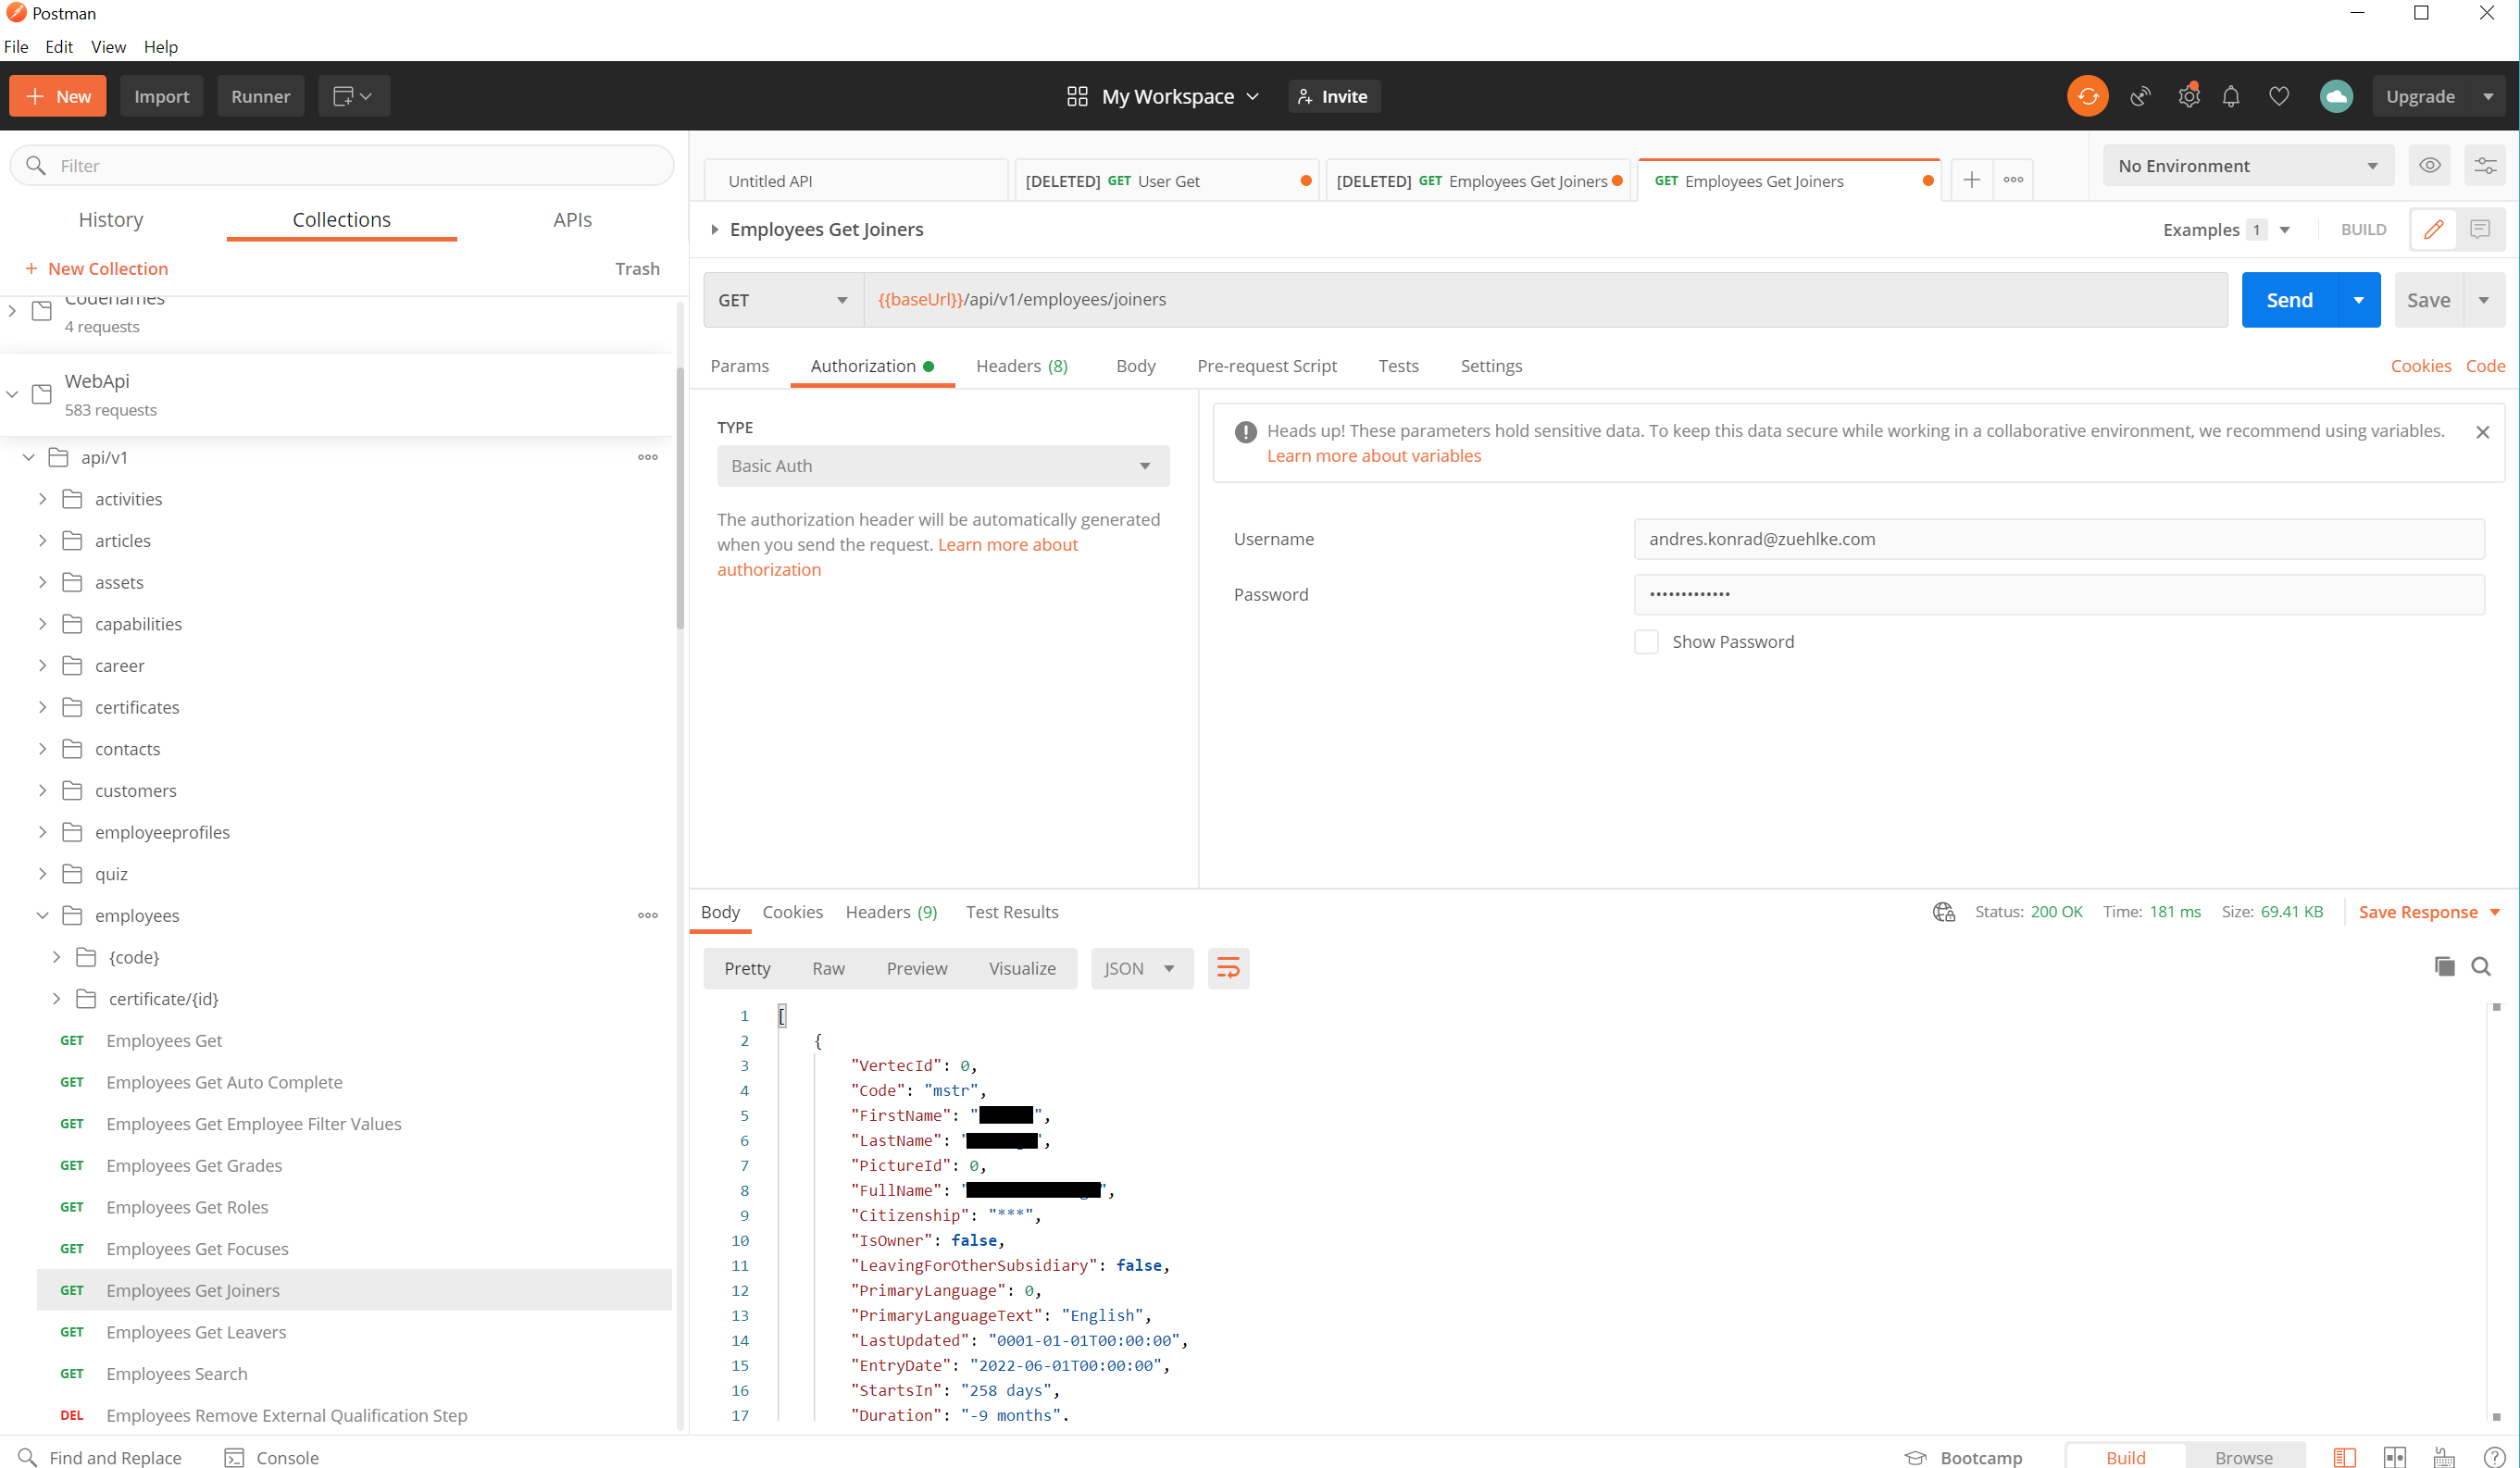 Postman
File Edit View Help
New Import Runner My Workspace Invite Upgrade
Filter
History Collections APIs
New Collection Trash
Codenames
4 requests
WebApi
583 requests
api/v1
activities
articles
assets
capabilities
career
certificates
contacts
customers
employeeprofiles
quiz
employees
{code}
certificate/{id}
GET Employees Get
GET Employees Get Auto Complete
GET Employees Get Employee Filter Values
GET Employees Get Grades
GET Employees Get Roles
GET Employees Get Focuses
GET Employees Get Joiners
GET Employees Get Leavers
GET Employees Search
DEL Employees Remove External Qualification Step
Untitled API [DELETED] GET User Get [DELETED] GET Employees Get Joiners GET Employees Get Joiners No Environment
Employees Get Joiners Examples 1 BUILD
GET {{baseUrl}}/api/v1/employees/joiners Send Save
Params Authorization Headers (8) Body Pre-request Script Tests Settings Cookies Code
TYPE
Basic Auth
The authorization header will be automatically generated
when you send the request. Learn more about
authorization
Heads up! These parameters hold sensitive data. To keep this data secure while working in a collaborative environment, we recommend using variables.
Learn more about variables
Username andres.konrad@zuehlke.com
Password •••••••••••••
Show Password
Body Cookies Headers (9) Test Results Status: 200 OK Time: 181 ms Size: 69.41 KB Save Response
Pretty Raw Preview Visualize JSON
1 [
2 {
3 "VertecId": 0,
4 "Code": "mstr",
5 "FirstName": "",
6 "LastName": "",
7 "PictureId": 0,
8 "FullName": "",
9 "Citizenship": "***",
10 "IsOwner": false,
11 "LeavingForOtherSubsidiary": false,
12 "PrimaryLanguage": 0,
13 "PrimaryLanguageText": "English",
14 "LastUpdated": "0001-01-01T00:00:00",
15 "EntryDate": "2022-06-01T00:00:00",
16 "StartsIn": "258 days",
17 "Duration": "-9 months",
Find and Replace Console Bootcamp Build Browse